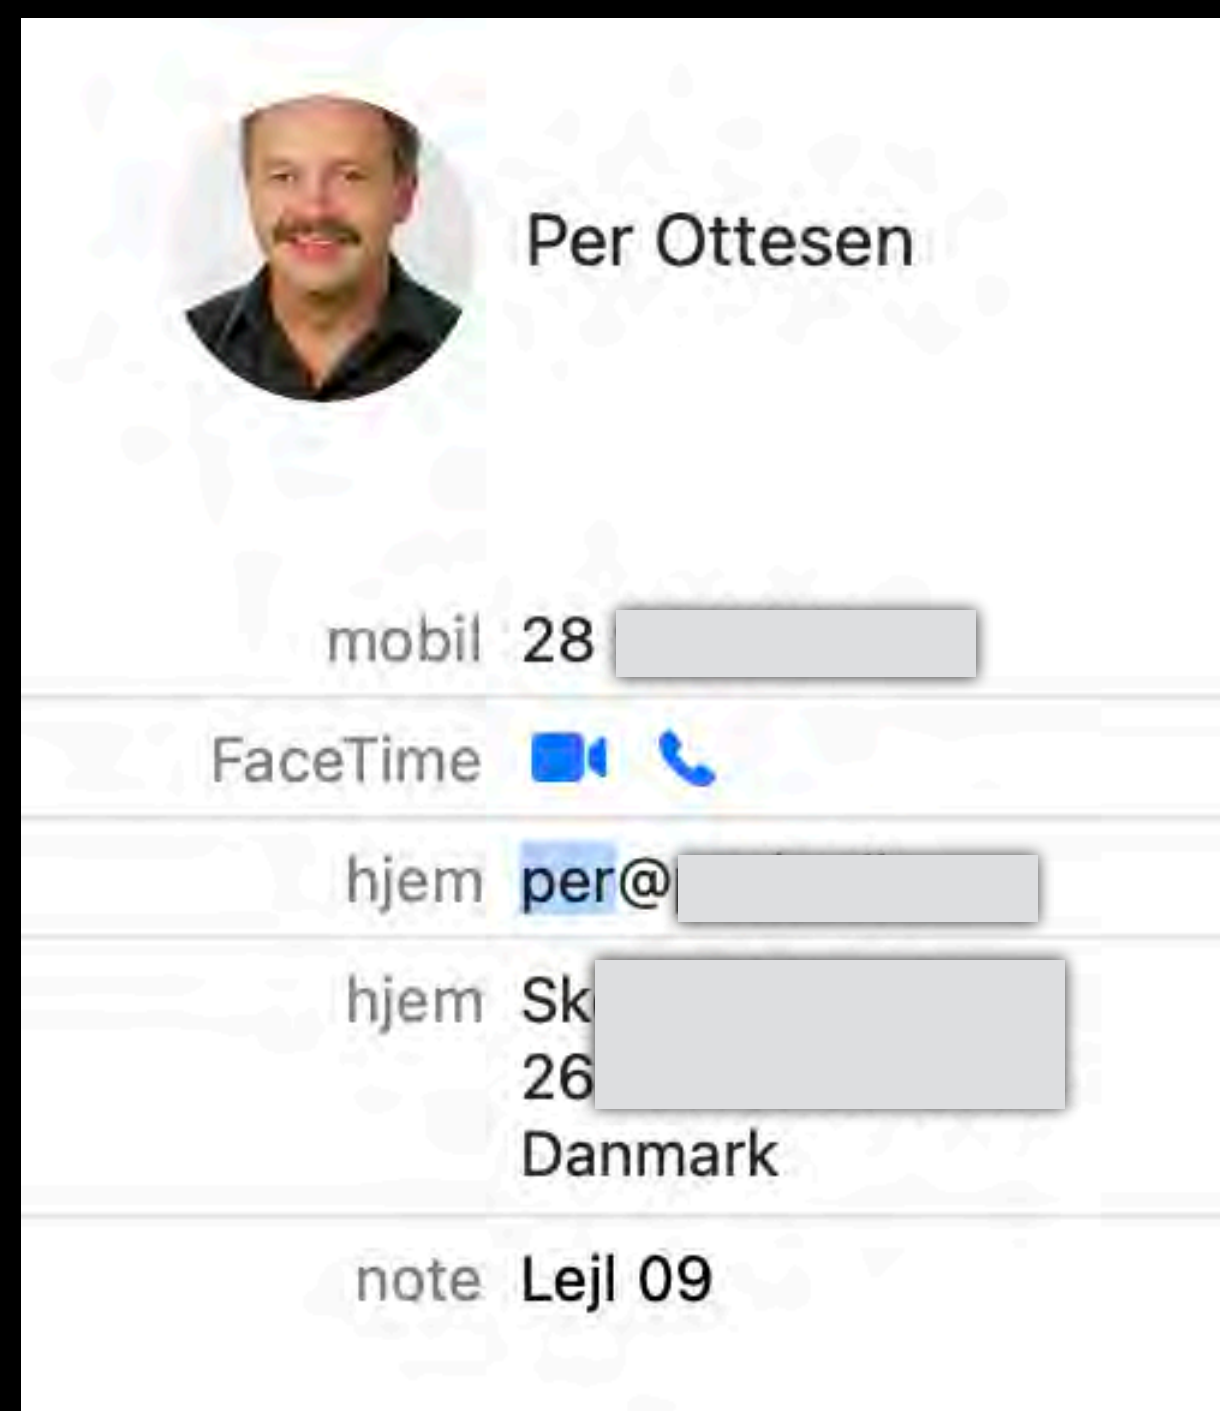 Per Ottesen
mobil 28
FaceTime
hjem per@
hjem Sk
26
Danmark
note Lejl 09